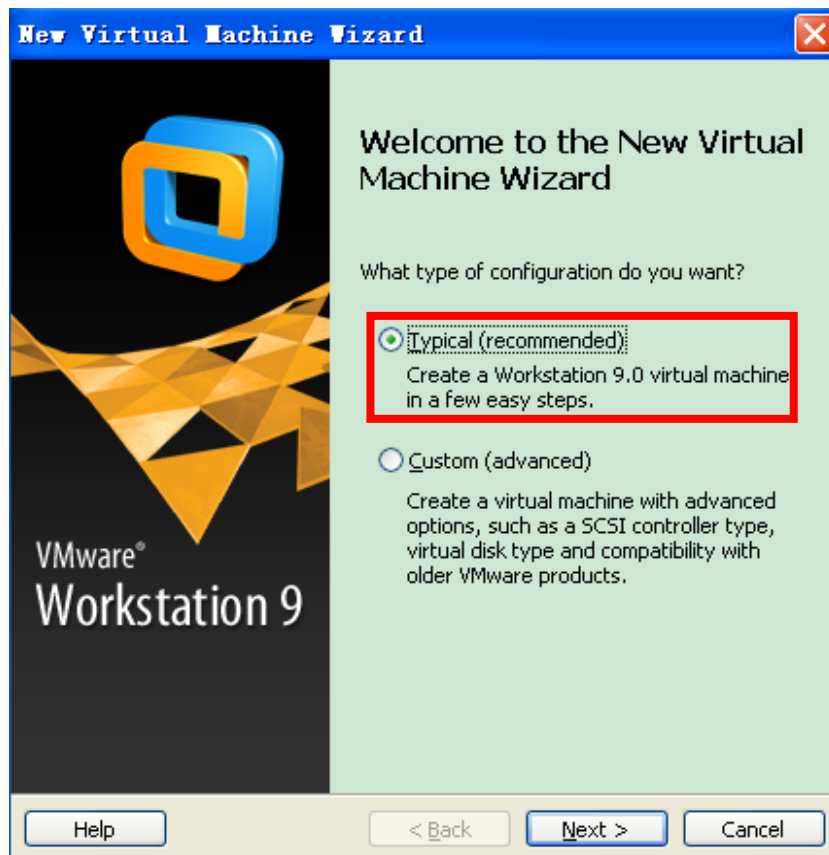 New Virtual Machine Wizard
Welcome to the New Virtual
Machine Wizard
What type of configuration do you want?
Typical (recommended)
Create a Workstation 9.0 virtual machine
in a few easy steps.
Custom (advanced)
Create a virtual machine with advanced
options, such as a SCSI controller type,
virtual disk type and compatibility with
older VMware products.
VMware®
Workstation 9
Help
< Back
Next >
Cancel